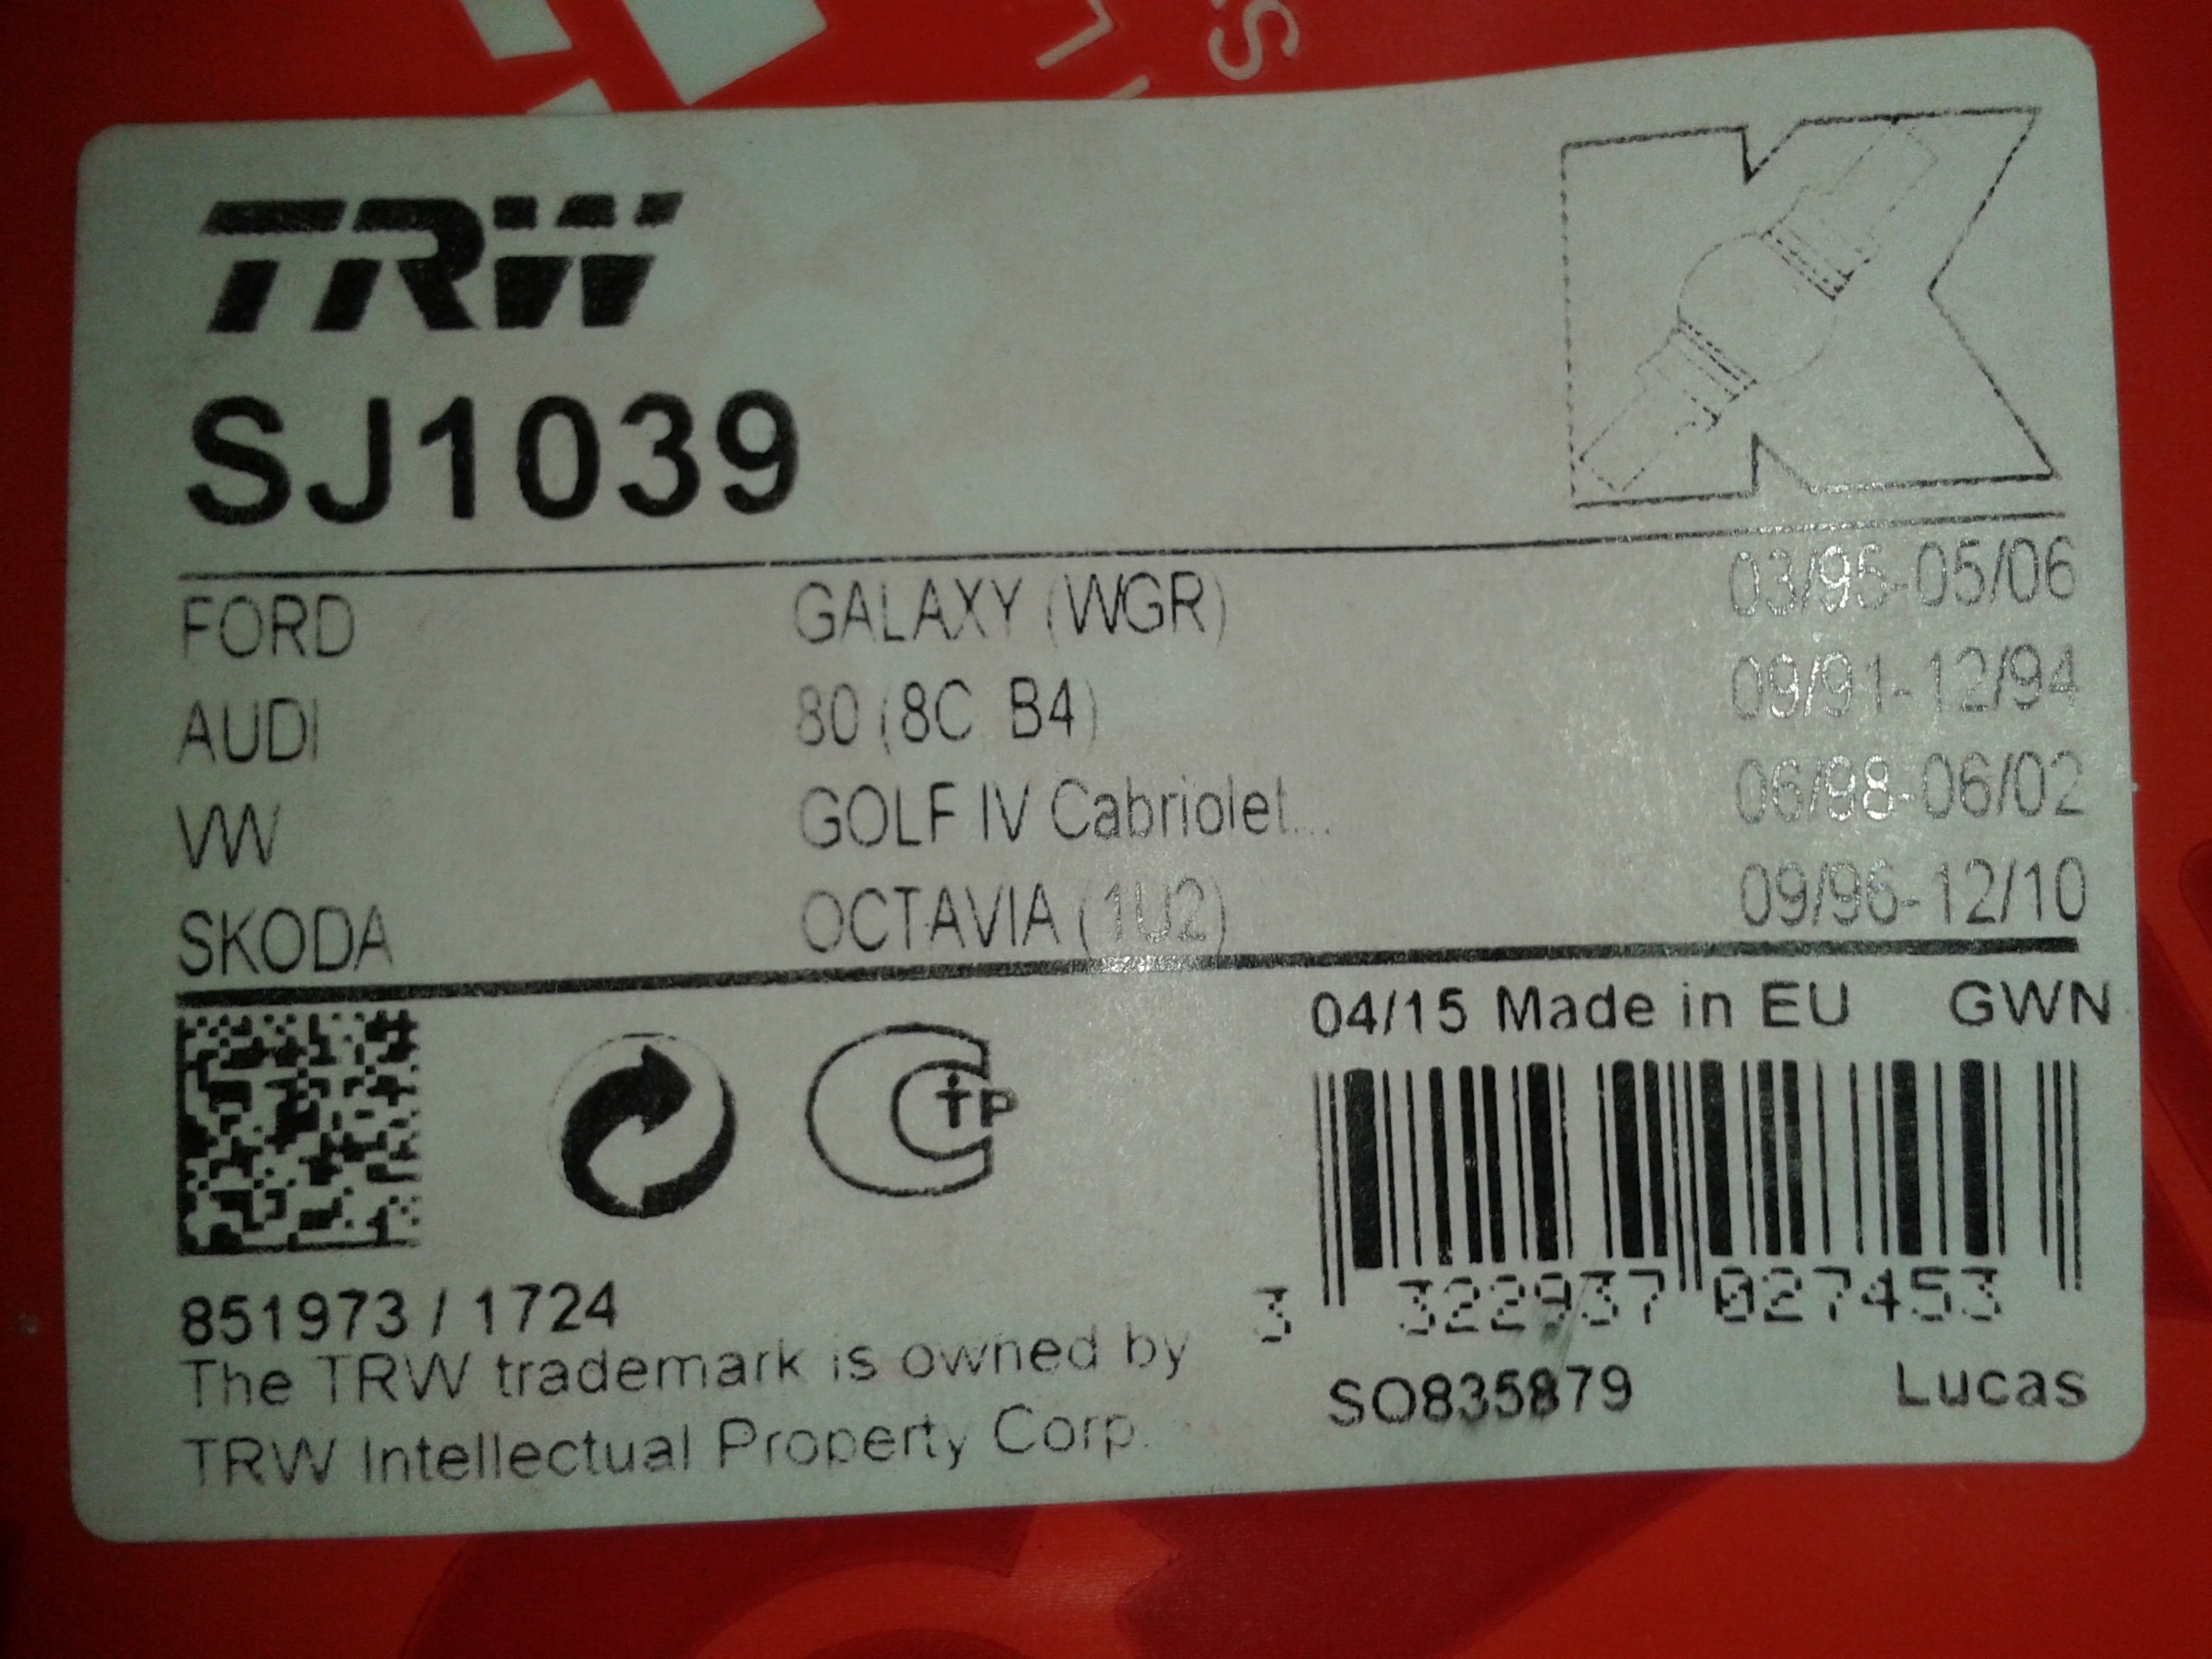 TRW
SJ1039
FORD GALAXY (WGR) 03/95-05/06
AUDI 80 (8C B4) 09/91-12/94
VW GOLF IV Cabriolet... 06/98-06/02
SKODA OCTAVIA (1U2) 09/96-12/10
04/15 Made in EU GWN
3 322937 027453
851973 / 1724
The TRW trademark is owned by
TRW Intellectual Property Corp.
SO835879 Lucas